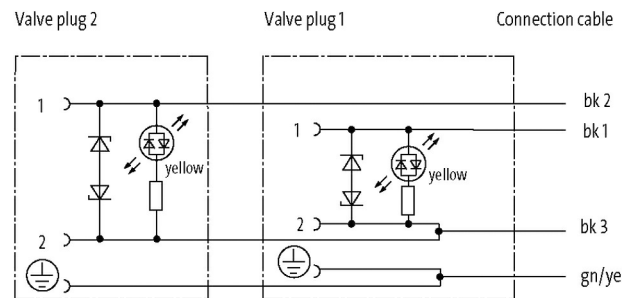 Valve plug 2 Valve plug 1 Connection cable
1 bk 2
1 bk 1
yellow yellow
2 bk 3
2
gn/ye